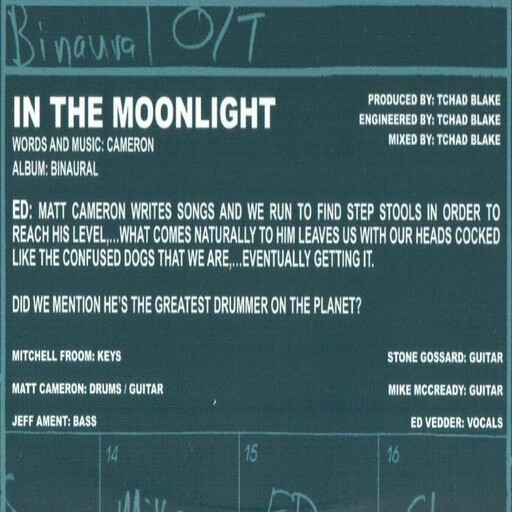 Binaural O/T
IN THE MOONLIGHT
WORDS AND MUSIC: CAMERON
ALBUM: BINAURAL
PRODUCED BY: TCHAD BLAKE
ENGINEERED BY: TCHAD BLAKE
MIXED BY: TCHAD BLAKE
ED: MATT CAMERON WRITES SONGS AND WE RUN TO FIND STEP STOOLS IN ORDER TO
REACH HIS LEVEL,...WHAT COMES NATURALLY TO HIM LEAVES US WITH OUR HEADS COCKED
LIKE THE CONFUSED DOGS THAT WE ARE,...EVENTUALLY GETTING IT.
DID WE MENTION HE'S THE GREATEST DRUMMER ON THE PLANET?
MITCHELL FROOM: KEYS
MATT CAMERON: DRUMS / GUITAR
JEFF AMENT: BASS
STONE GOSSARD: GUITAR
MIKE MCCREADY: GUITAR
ED VEDDER: VOCALS
14 15 16